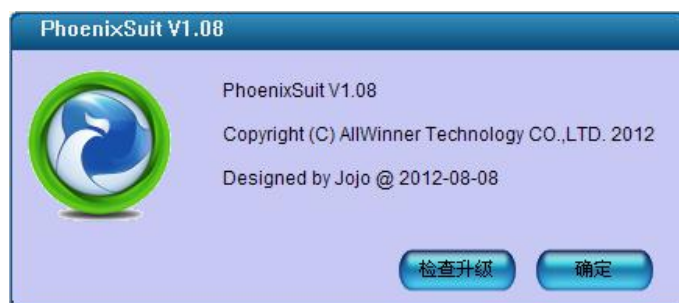 PhoenixSuit V1.08
PhoenixSuit V1.08
Copyright (C) AllWinner Technology CO.,LTD. 2012
Designed by Jojo @ 2012-08-08
检查升级 确定